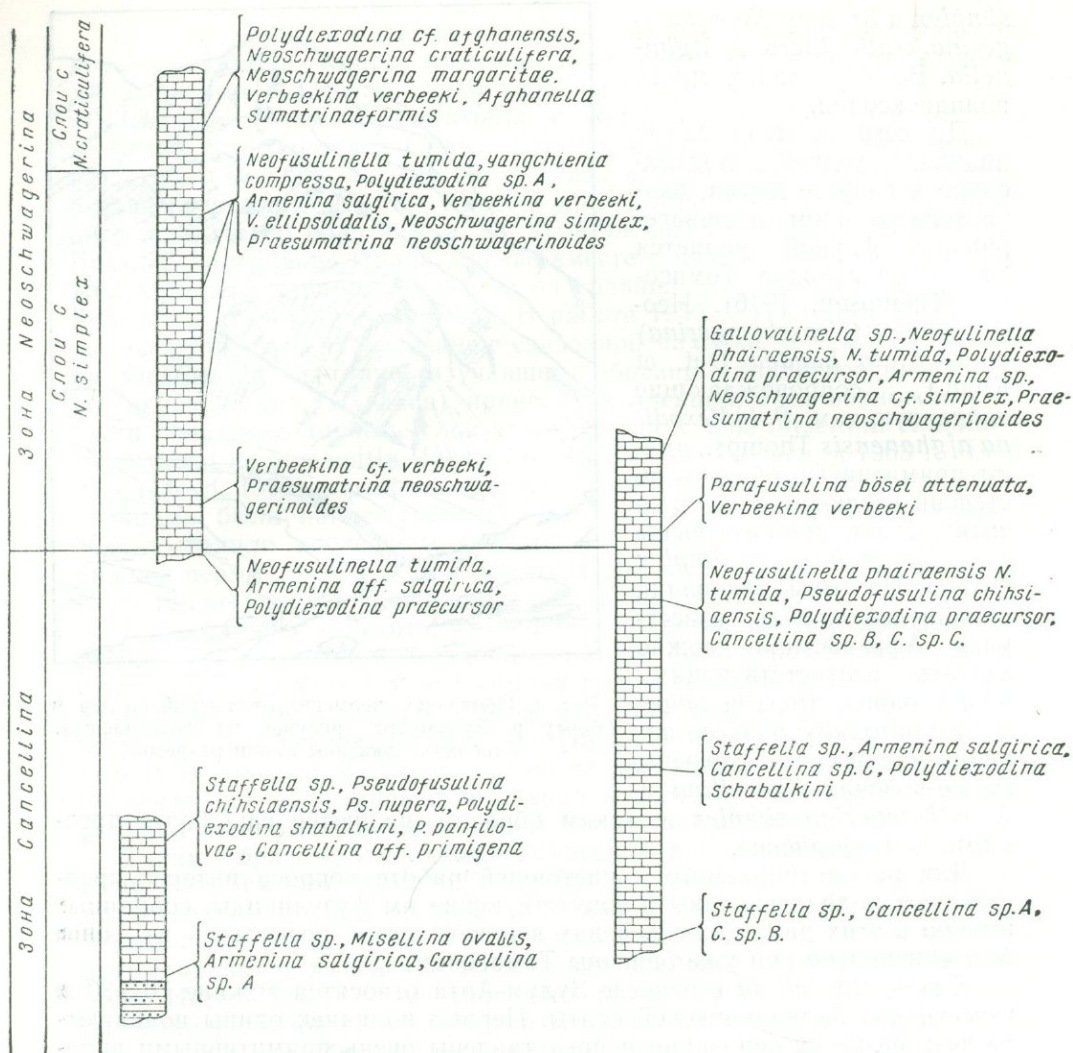 Зона Neoschwagerina
Слои с
N.craticulifera
Слои с
N. simplex
Зона Cancellina
Polydiexodina cf. afghanensis,
Neoschwagerina craticulifera,
Neoschwagerina margaritae.
Verbeekina verbeeki, Afghanella
sumatrinaeformis
Neofusulinella tumida, yangchienia
compressa, Polydiexodina sp. A,
Armenina salgirica, Verbeekina verbeeki,
V. ellipsoidalis, Neoschwagerina simplex,
Praesumatrina neoschwagerinoides
Verbeekina cf. verbeeki,
Praesumatrina neoschwa-
gerinoides
Neofusulinella tumida,
Armenina aff. salgirica,
Polydiexodina praecursor
Staffella sp., Pseudofusulina
chihsiaensis, Ps. nupera, Polydi-
exodina shabalkini, P. panfilo-
vae, Cancellina aff. primigena
Staffella sp., Misellina ovalis,
Armenina salgirica, Cancellina
sp. A
Gallovaiinella sp., Neofulinella
phairaensis, N. tumida, Polydiexo-
dina praecursor, Armenina sp.,
Neoschwagerina cf. simplex, Prae-
sumatrina neoschwagerinoides
Parafusulina bösei attenuata,
Verbeekina verbeeki
Neofusulinella phairaensis N.
tumida, Pseudofusulina chihsi-
aensis, Polydiexodina praecursor,
Cancellina sp. B, C. sp. C.
Staffella sp., Armenina salgirica,
Cancellina sp. C, Polydiexodina
schabalkini
Staffella sp., Cancellina sp. A,
C. sp. B.